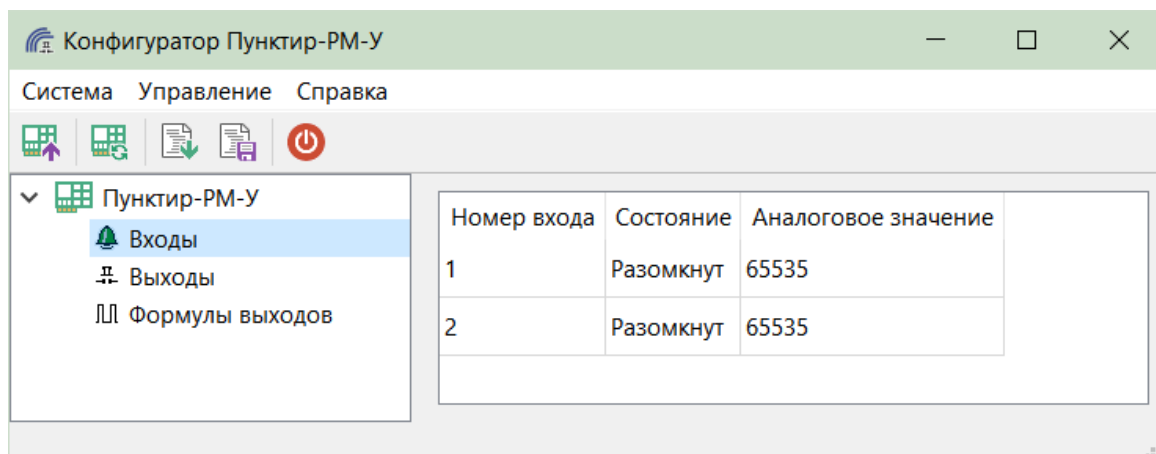 Конфигуратор Пунктир-РМ-У
Система Управление Справка
Пунктир-РМ-У
Входы
Выходы
Формулы выходов
Номер входа Состояние Аналоговое значение
1 Разомкнут 65535
2 Разомкнут 65535